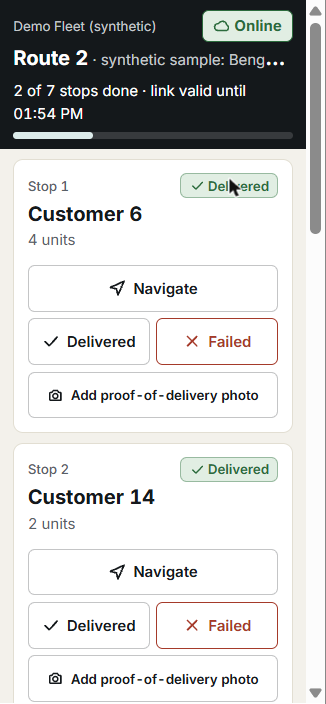 Demo Fleet (synthetic)
Online
Route 2 · synthetic sample: Beng...
2 of 7 stops done · link valid until
01:54 PM
Stop 1
Delivered
Customer 6
4 units
Navigate
Delivered
Failed
Add proof-of-delivery photo
Stop 2
Delivered
Customer 14
2 units
Navigate
Delivered
Failed
Add proof-of-delivery photo